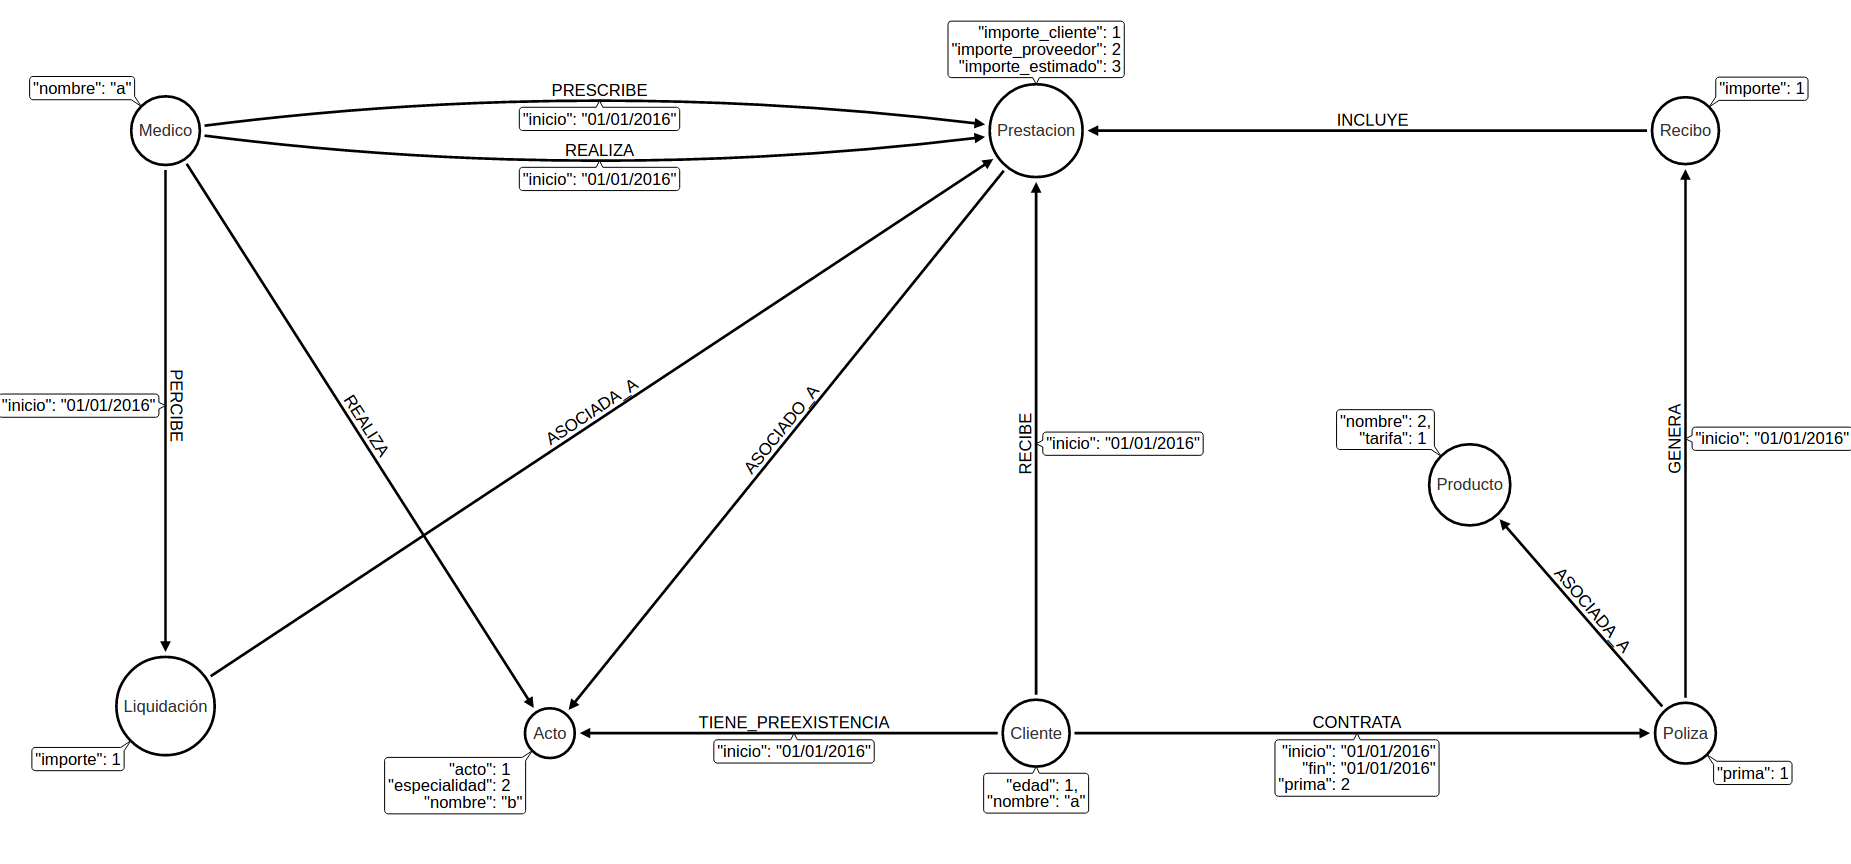 "importe_cliente": 1
"importe_proveedor": 2
"importe_estimado": 3
"nombre": "a"
PRESCRIBE
"importe": 1
"inicio": "01/01/2016"
INCLUYE
Medico
Prestacion
Recibo
REALIZA
"inicio": "01/01/2016"
PERCIBE
"inicio": "01/01/2016"
REALIZA
ASOCIADA_A
ASOCIADO_A
RECIBE
"inicio": "01/01/2016"
"nombre": 2,
"tarifa": 1
GENERA
"inicio": "01/01/2016"
Producto
ASOCIADA_A
Liquidación
"importe": 1
Acto
TIENE_PREEXISTENCIA
"inicio": "01/01/2016"
Cliente
CONTRATA
"inicio": "01/01/2016"
"fin": "01/01/2016"
"prima": 2
Poliza
"acto": 1
"especialidad": 2
"nombre": "b"
"edad": 1,
"nombre": "a"
"prima": 1